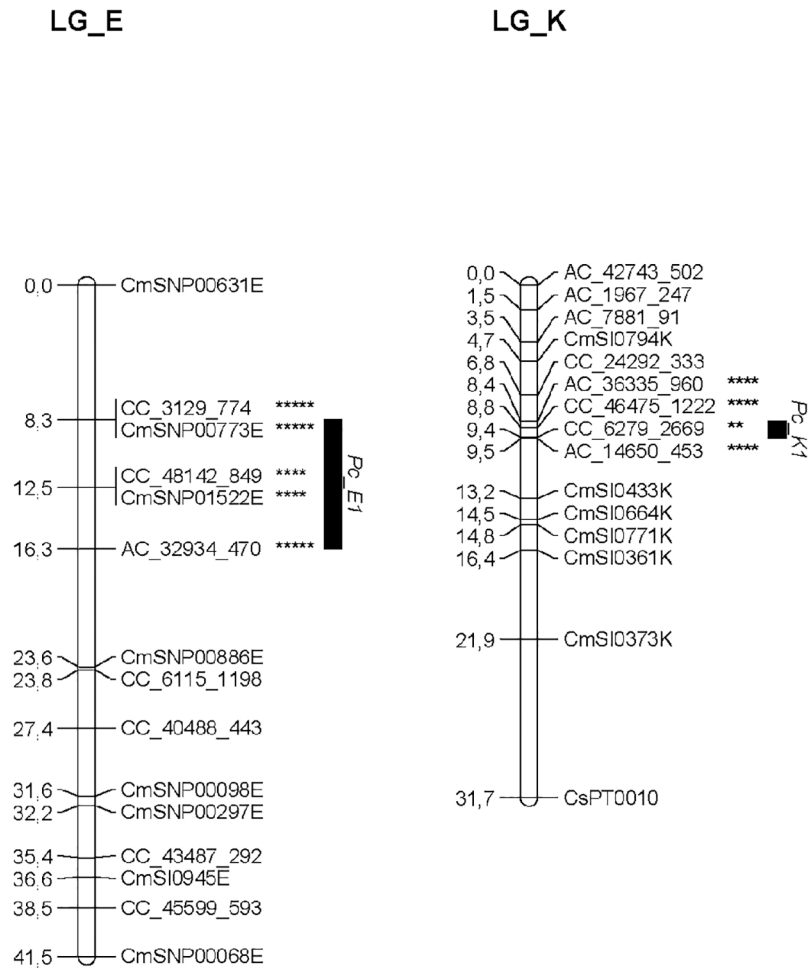 LG_E
0,0 CmSNP00631E
CC_3129_774 *****
8,3 CmSNP00773E *****
CC_48142_849 ****
12,5 CmSNP01522E ****
16,3 AC_32934_470 *****
Pc_E1
23,6 CmSNP00886E
23,8 CC_6115_1198
27,4 CC_40488_443
31,6 CmSNP00098E
32,2 CmSNP00297E
35,4 CC_43487_292
36,6 CmSI0945E
38,5 CC_45599_593
41,5 CmSNP00068E
LG_K
0,0 AC_42743_502
1,5 AC_1967_247
3,5 AC_7881_91
4,7 CmSI0794K
6,8 CC_24292_333
8,4 AC_36335_960 ****
8,8 CC_46475_1222 ****
9,4 CC_6279_2669 **
9,5 AC_14650_453 ****
Pc_K1
13,2 CmSI0433K
14,5 CmSI0664K
14,8 CmSI0771K
16,4 CmSI0361K
21,9 CmSI0373K
31,7 CsPT0010